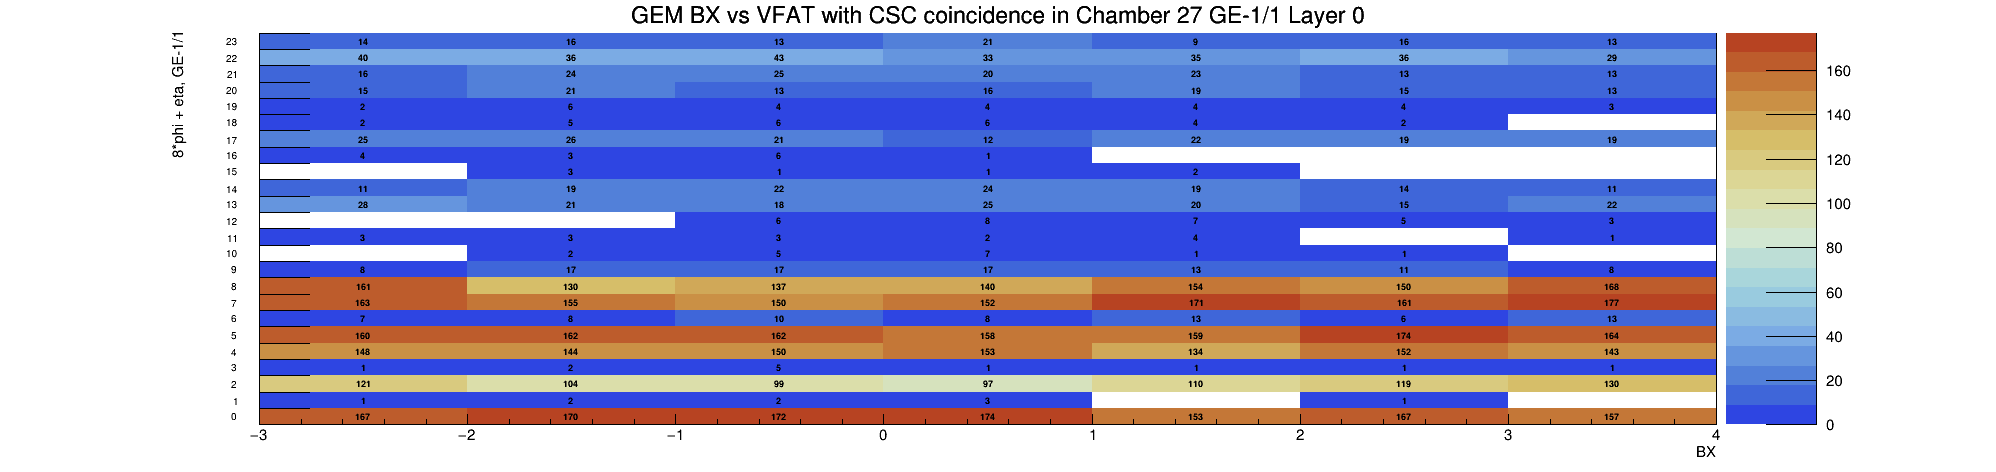 GEM BX vs VFAT with CSC coincidence in Chamber 27 GE-1/1 Layer 0
8*phi + eta, GE-1/1
23 14 16 13 21 9 16 13
22 40 36 43 33 35 36 29
21 16 24 25 20 23 13 13
20 15 21 13 16 19 15 13
19 2 6 4 4 4 4 3
18 2 5 6 6 4 2
17 25 26 21 12 22 19 19
16 4 3 6 1
15 3 1 1 2
14 11 19 22 24 19 14 11
13 28 21 18 25 20 15 22
12 6 8 7 5 3
11 3 3 3 2 4 1
10 2 5 7 1 1
9 8 17 17 17 13 11 8
8 161 130 137 140 154 150 168
7 163 155 150 152 171 161 177
6 7 8 10 8 13 6 13
5 160 162 162 158 159 174 164
4 148 144 150 153 134 152 143
3 1 2 5 1 1 1 1
2 121 104 99 97 110 119 130
1 1 2 2 3 1
0 167 170 172 174 153 167 157
−3 −2 −1 0 1 2 3 4
BX
160
140
120
100
80
60
40
20
0